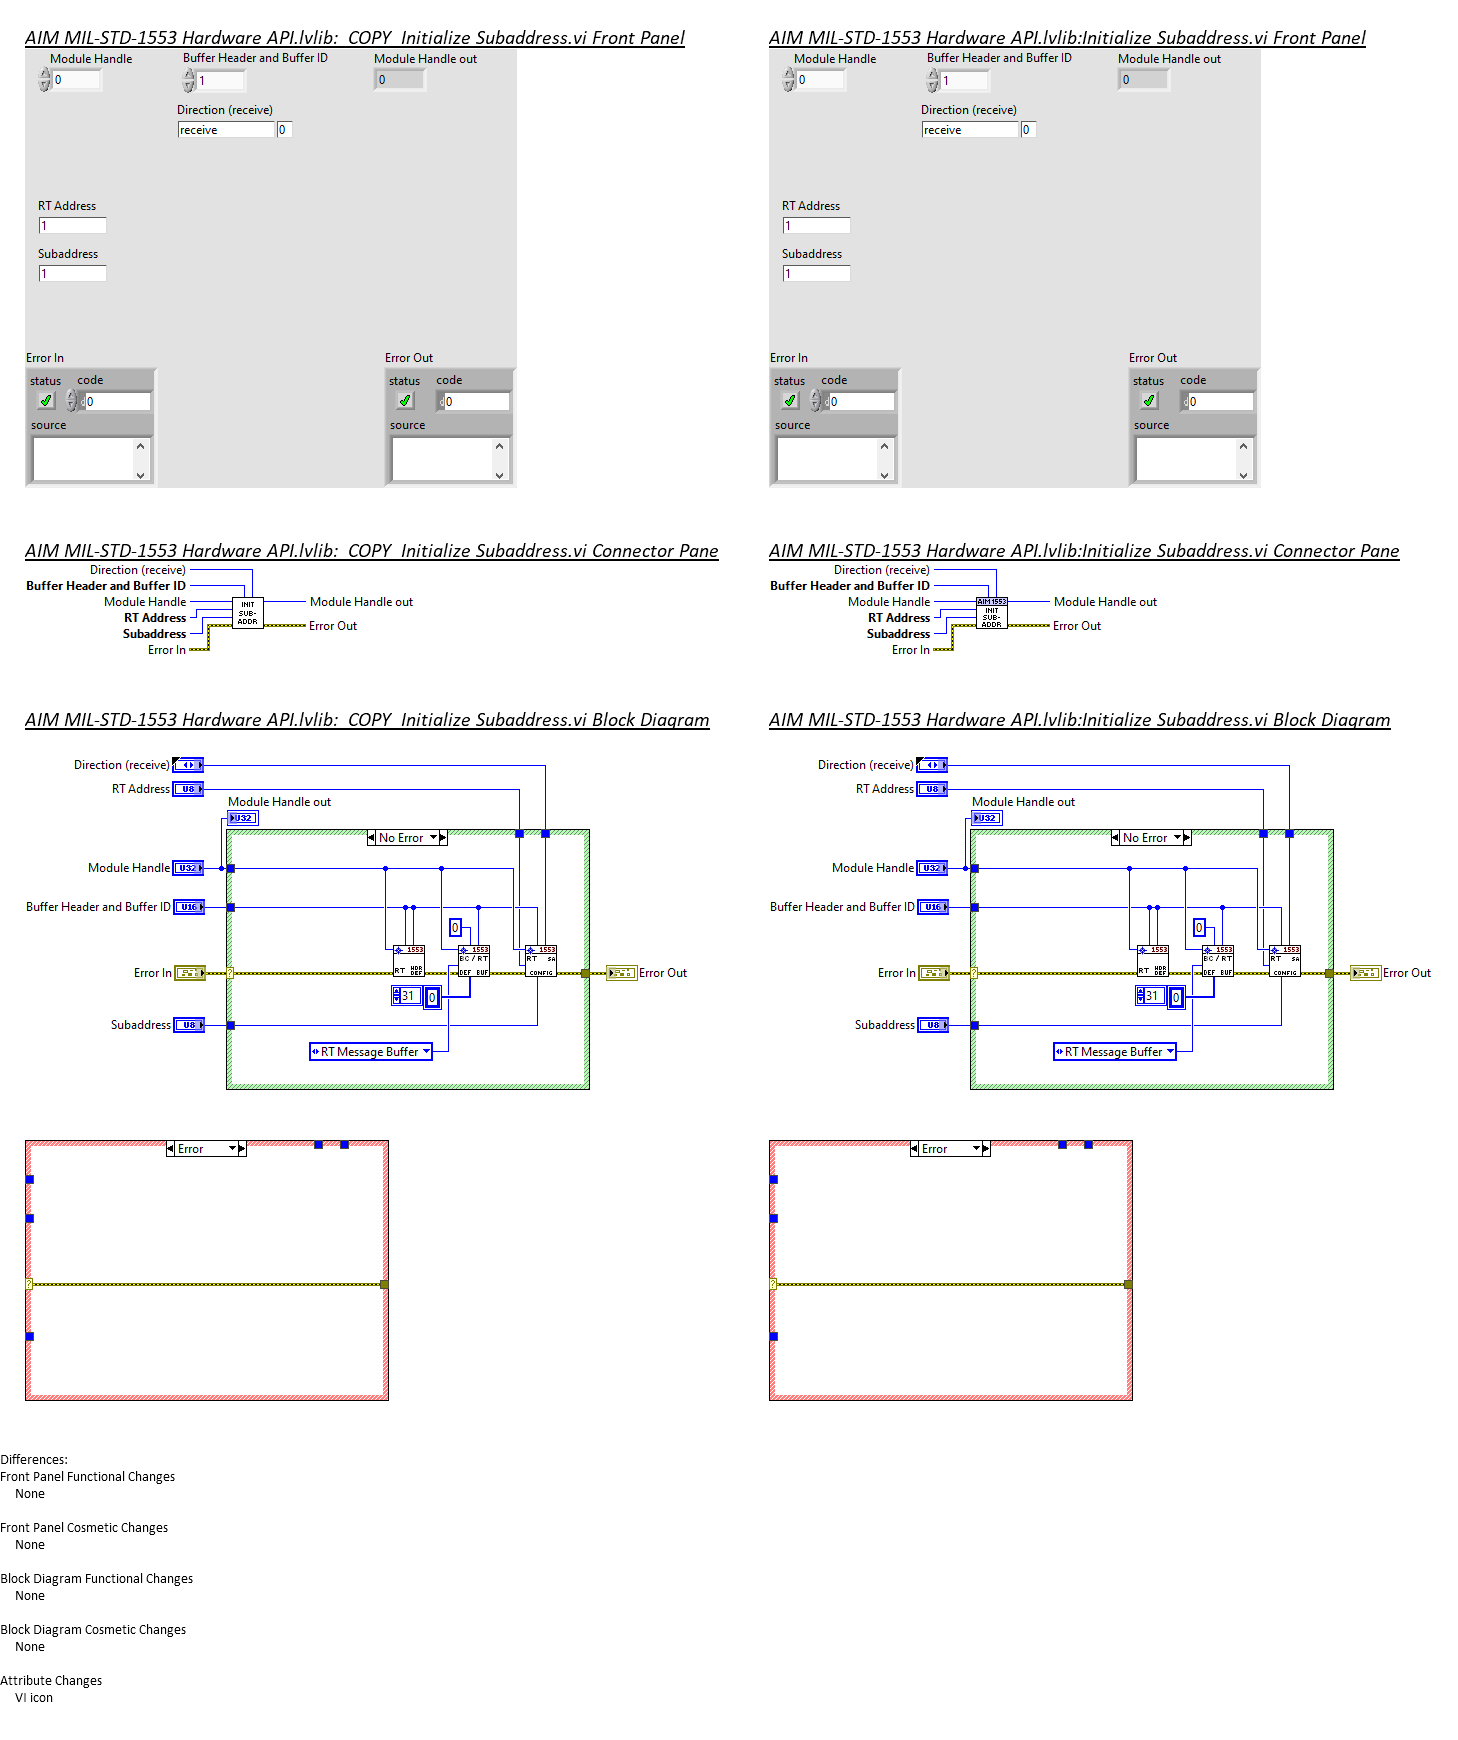 AIM MIL-STD-1553 Hardware API.lvlib:  COPY  Initialize Subaddress.vi Front Panel
Module Handle
Buffer Header and Buffer ID
Module Handle out
0
1
0
Direction (receive)
receive
0
RT Address
1
Subaddress
1
Error In
Error Out
status code
status code
0
0
source
source
AIM MIL-STD-1553 Hardware API.lvlib:Initialize Subaddress.vi Front Panel
Module Handle
Buffer Header and Buffer ID
Module Handle out
0
1
0
Direction (receive)
receive
0
RT Address
1
Subaddress
1
Error In
Error Out
status code
status code
0
0
source
source
AIM MIL-STD-1553 Hardware API.lvlib:  COPY  Initialize Subaddress.vi Connector Pane
Direction (receive)
Buffer Header and Buffer ID
Module Handle
RT Address
Subaddress
Error In
INIT
SUB-
ADDR
Module Handle out
Error Out
AIM MIL-STD-1553 Hardware API.lvlib:Initialize Subaddress.vi Connector Pane
Direction (receive)
Buffer Header and Buffer ID
Module Handle
RT Address
Subaddress
Error In
AIM1553
INIT
SUB-
ADDR
Module Handle out
Error Out
AIM MIL-STD-1553 Hardware API.lvlib:  COPY  Initialize Subaddress.vi Block Diagram
Direction (receive)
RT Address
U8
Module Handle out
U32
No Error
Module Handle
U32
Buffer Header and Buffer ID
U16
0
1553
RT HDR
DEF
1553
BC / RT
DEF BUF
1553
RT SA
CONFIG
Error In
?
Error Out
31
0
Subaddress
U8
RT Message Buffer
Error
?
AIM MIL-STD-1553 Hardware API.lvlib:Initialize Subaddress.vi Block Diagram
Direction (receive)
RT Address
U8
Module Handle out
U32
No Error
Module Handle
U32
Buffer Header and Buffer ID
U16
0
1553
RT HDR
DEF
1553
BC / RT
DEF BUF
1553
RT SA
CONFIG
Error In
?
Error Out
31
0
Subaddress
U8
RT Message Buffer
Error
?
Differences:
Front Panel Functional Changes
None
Front Panel Cosmetic Changes
None
Block Diagram Functional Changes
None
Block Diagram Cosmetic Changes
None
Attribute Changes
VI icon